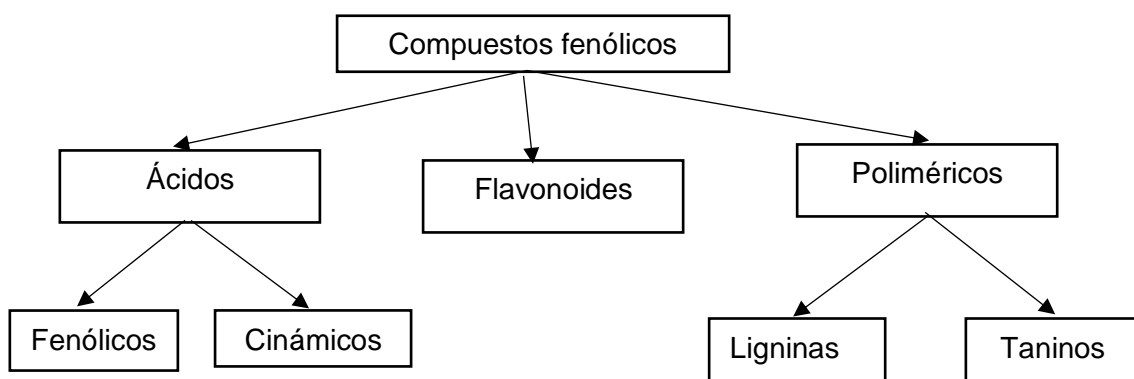 Compuestos fenólicos
Ácidos
Flavonoides
Poliméricos
Fenólicos
Cinámicos
Ligninas
Taninos